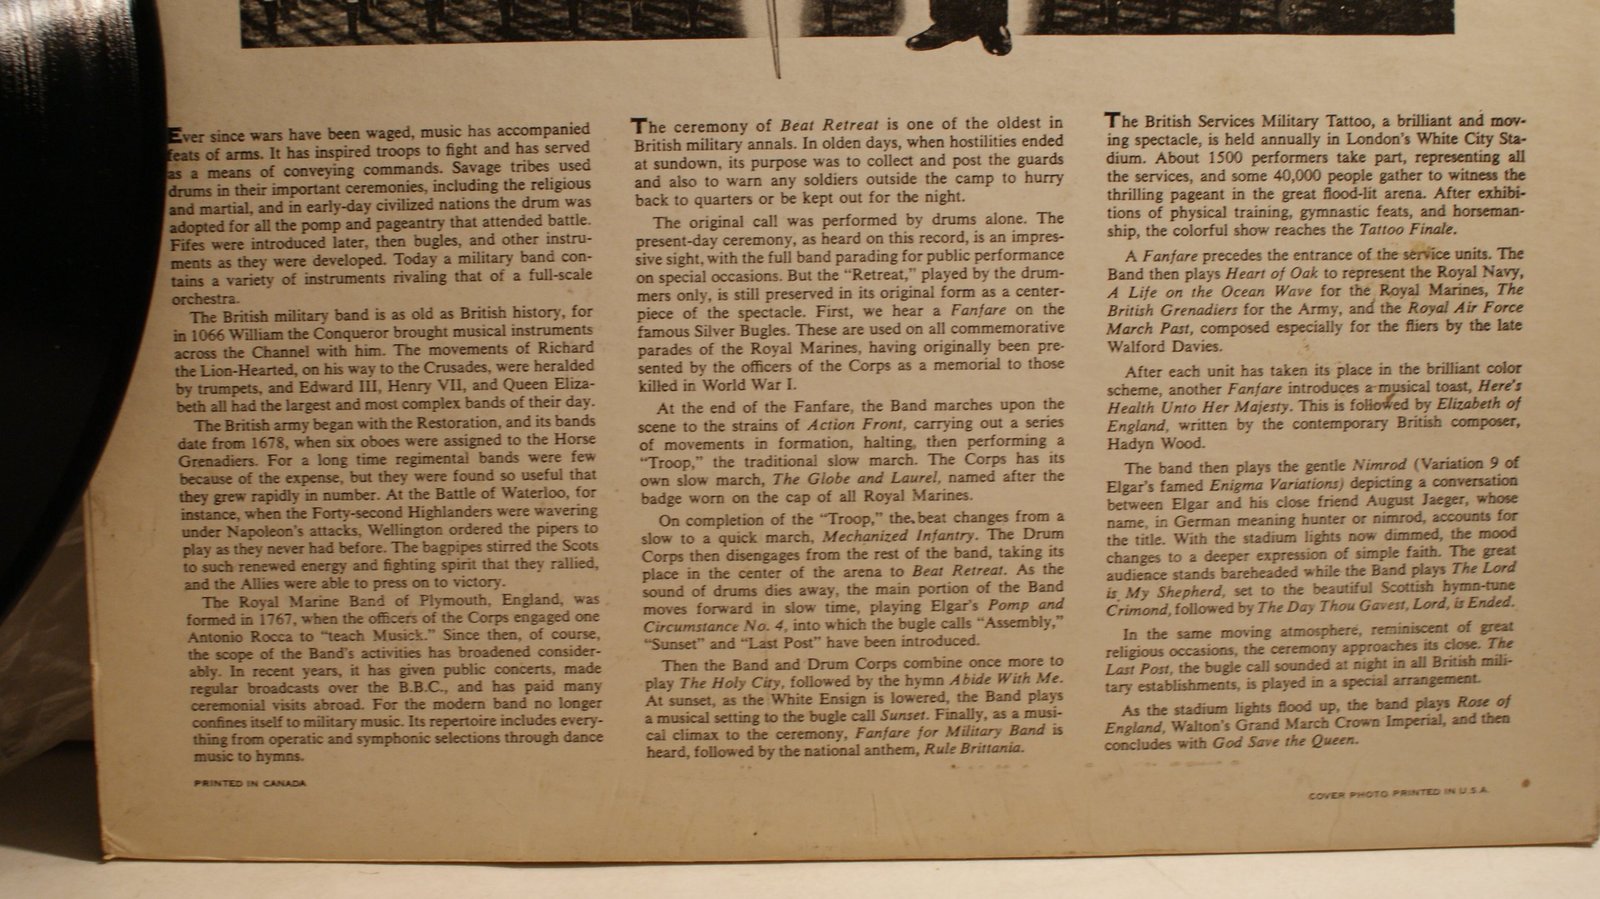 Ever since wars have been waged, music has accompanied
feats of arms. It has inspired troops to fight and has served
as a means of conveying commands. Savage tribes used
drums in their important ceremonies, including the religious
and martial, and in early-day civilized nations the drum was
adopted for all the pomp and pageantry that attended battle.
Fifes were introduced later, then bugles, and other instru-
ments as they were developed. Today a military band con-
tains a variety of instruments rivaling that of a full-scale
orchestra.
The British military band is as old as British history, for
in 1066 William the Conqueror brought musical instruments
across the Channel with him. The movements of Richard
the Lion-Hearted, on his way to the Crusades, were heralded
by trumpets, and Edward III, Henry VII, and Queen Eliza-
beth all had the largest and most complex bands of their day.
The British army began with the Restoration, and its bands
date from 1678, when six oboes were assigned to the Horse
Grenadiers. For a long time regimental bands were few
because of the expense, but they were found so useful that
they grew rapidly in number. At the Battle of Waterloo, for
instance, when the Forty-second Highlanders were wavering
under Napoleon's attacks, Wellington ordered the pipers to
play as they never had before. The bagpipes stirred the Scots
to such renewed energy and fighting spirit that they rallied,
and the Allies were able to press on to victory.
The Royal Marine Band of Plymouth, England, was
formed in 1767, when the officers of the Corps engaged one
Antonio Rocca to "teach Musick." Since then, of course,
the scope of the Band's activities has broadened consider-
ably. In recent years, it has given public concerts, made
regular broadcasts over the B.B.C., and has paid many
ceremonial visits abroad. For the modern band no longer
confines itself to military music. Its repertoire includes every-
thing from operatic and symphonic selections through dance
music to hymns.
PRINTED IN CANADA
The ceremony of Beat Retreat is one of the oldest in
British military annals. In olden days, when hostilities ended
at sundown, its purpose was to collect and post the guards
and also to warn any soldiers outside the camp to hurry
back to quarters or be kept out for the night.
The original call was performed by drums alone. The
present-day ceremony, as heard on this record, is an impres-
sive sight, with the full band parading for public performance
on special occasions. But the "Retreat," played by the drum-
mers only, is still preserved in its original form as a center-
piece of the spectacle. First, we hear a Fanfare on the
famous Silver Bugles. These are used on all commemorative
parades of the Royal Marines, having originally been pre-
sented by the officers of the Corps as a memorial to those
killed in World War I.
At the end of the Fanfare, the Band marches upon the
scene to the strains of Action Front, carrying out a series
of movements in formation, halting, then performing a
"Troop," the traditional slow march. The Corps has its
own slow march, The Globe and Laurel, named after the
badge worn on the cap of all Royal Marines.
On completion of the "Troop," the beat changes from a
slow to a quick march, Mechanized Infantry. The Drum
Corps then disengages from the rest of the band, taking its
place in the center of the arena to Beat Retreat. As the
sound of drums dies away, the main portion of the Band
moves forward in slow time, playing Elgar's Pomp and
Circumstance No. 4, into which the bugle calls "Assembly,"
"Sunset" and "Last Post" have been introduced.
Then the Band and Drum Corps combine once more to
play The Holy City, followed by the hymn Abide With Me.
At sunset, as the White Ensign is lowered, the Band plays
a musical setting to the bugle call Sunset. Finally, as a musi-
cal climax to the ceremony, Fanfare for Military Band is
heard, followed by the national anthem, Rule Brittania.
The British Services Military Tattoo, a brilliant and mov-
ing spectacle, is held annually in London's White City Sta-
dium. About 1500 performers take part, representing all
the services, and some 40,000 people gather to witness the
thrilling pageant in the great flood-lit arena. After exhibi-
tions of physical training, gymnastic feats, and horseman-
ship, the colorful show reaches the Tattoo Finale.
A Fanfare precedes the entrance of the service units. The
Band then plays Heart of Oak to represent the Royal Navy,
A Life on the Ocean Wave for the Royal Marines, The
British Grenadiers for the Army, and the Royal Air Force
March Past, composed especially for the fliers by the late
Walford Davies.
After each unit has taken its place in the brilliant color
scheme, another Fanfare introduces a musical toast, Here's
Health Unto Her Majesty. This is followed by Elizabeth of
England, written by the contemporary British composer,
Hadyn Wood.
The band then plays the gentle Nimrod (Variation 9 of
Elgar's famed Enigma Variations) depicting a conversation
between Elgar and his close friend August Jaeger, whose
name, in German meaning hunter or nimrod, accounts for
the title. With the stadium lights now dimmed, the mood
changes to a deeper expression of simple faith. The great
audience stands bareheaded while the Band plays The Lord
is My Shepherd, set to the beautiful Scottish hymn-tune
Crimond, followed by The Day Thou Gavest, Lord, is Ended.
In the same moving atmosphere, reminiscent of great
religious occasions, the ceremony approaches its close. The
Last Post, the bugle call sounded at night in all British mili-
tary establishments, is played in a special arrangement.
As the stadium lights flood up, the band plays Rose of
England, Walton's Grand March Crown Imperial, and then
concludes with God Save the Queen.
COVER PHOTO PRINTED IN U.S.A.